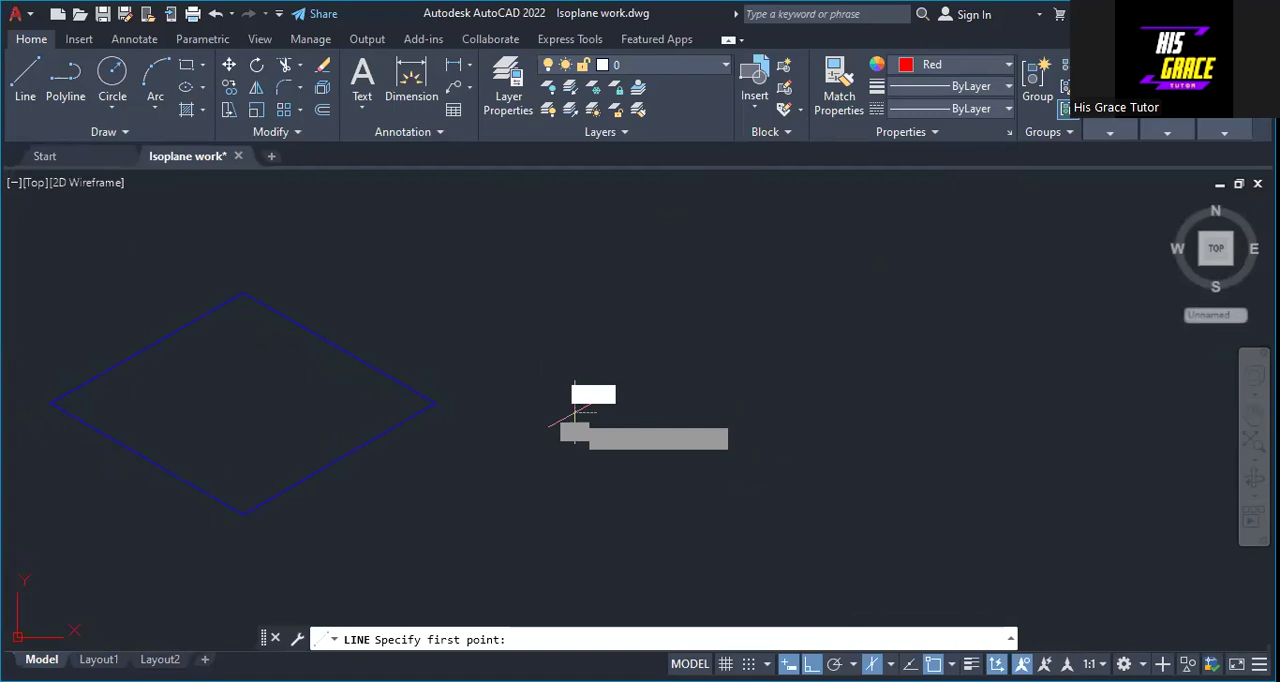 Share
Autodesk AutoCAD 2022 Isoplane work.dwg
Type a keyword or phrase
Sign In
Home Insert Annotate Parametric View Manage Output Add-ins Collaborate Express Tools Featured Apps
HIS
GRACE
TUTOR
His Grace Tutor
0
Red
ByLayer
ByLayer
Line Polyline Circle Arc
Text Dimension
Layer
Properties
Insert
Match
Properties
Group
Draw Modify Annotation Layers Block Properties Groups
Start Isoplane work*
[−][Top][2D Wireframe]
N
W TOP E
S
Unnamed
Y
X
LINE Specify first point:
Model Layout1 Layout2
MODEL 1:1